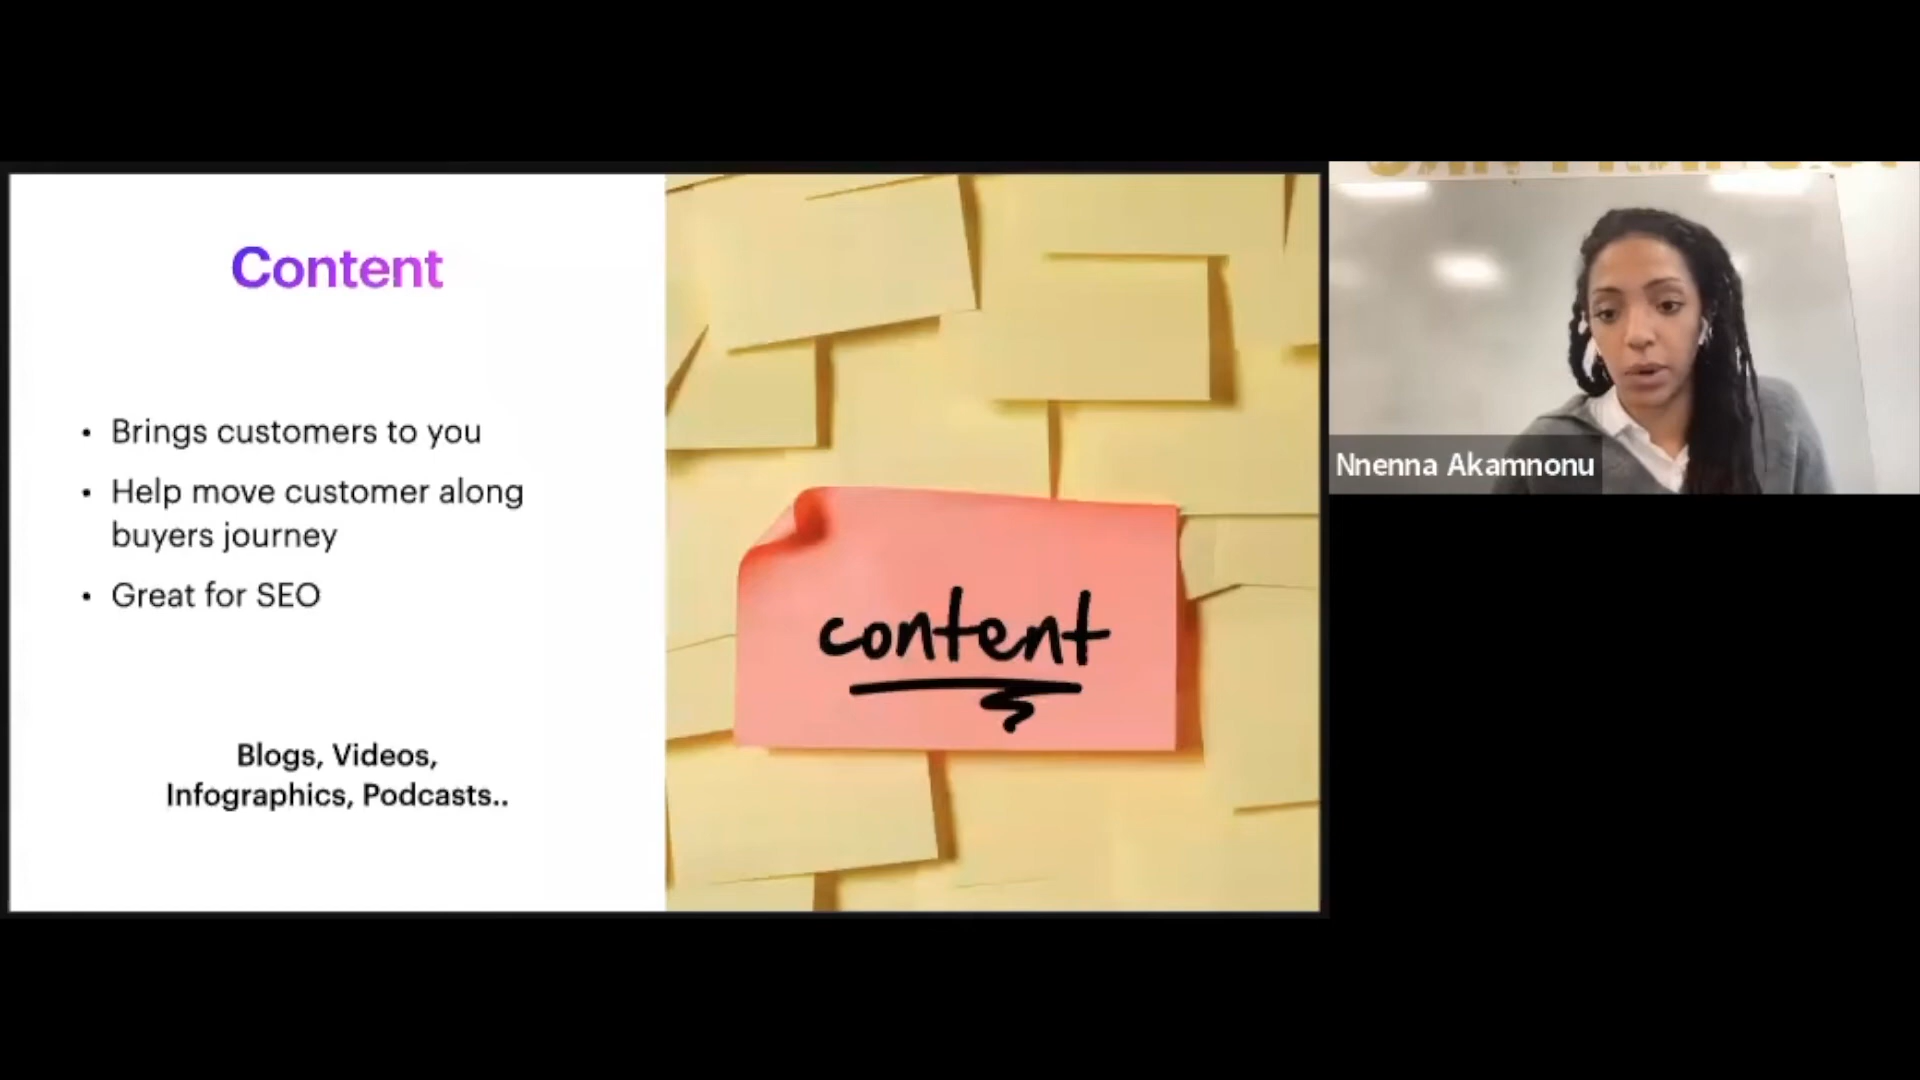 Content
• Brings customers to you
• Help move customer along
buyers journey
• Great for SEO
Blogs, Videos,
Infographics, Podcasts..
content
Nnenna Akamnonu